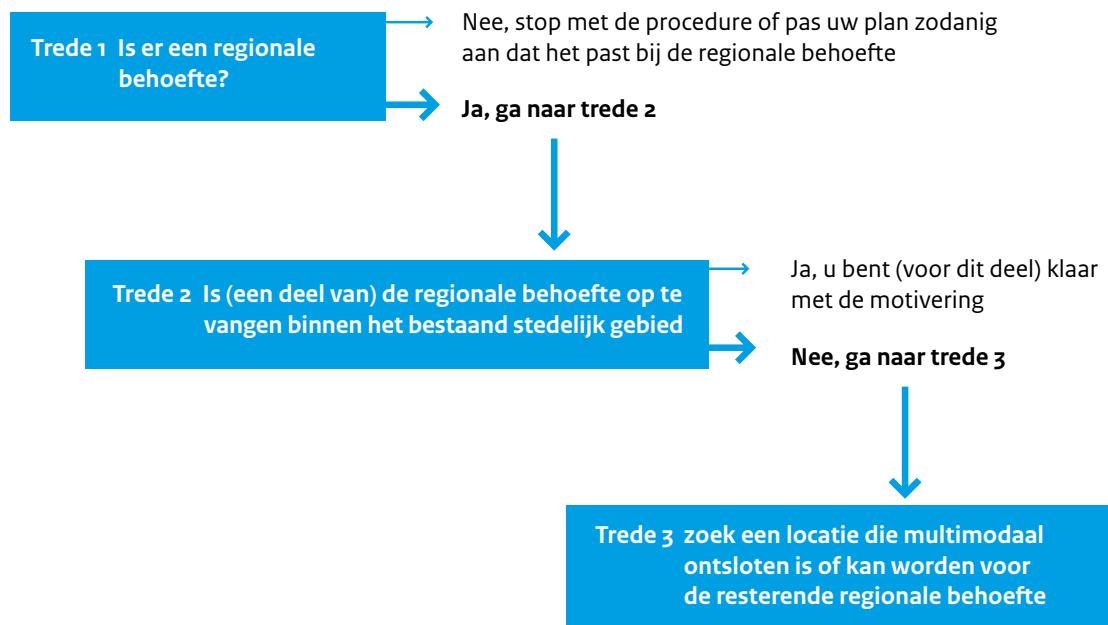 Trede 1 Is er een regionale
behoefte?
Nee, stop met de procedure of pas uw plan zodanig
aan dat het past bij de regionale behoefte
Ja, ga naar trede 2
Trede 2 Is (een deel van) de regionale behoefte op te
vangen binnen het bestaand stedelijk gebied
Ja, u bent (voor dit deel) klaar
met de motivering
Nee, ga naar trede 3
Trede 3 zoek een locatie die multimodaal
ontsloten is of kan worden voor
de resterende regionale behoefte